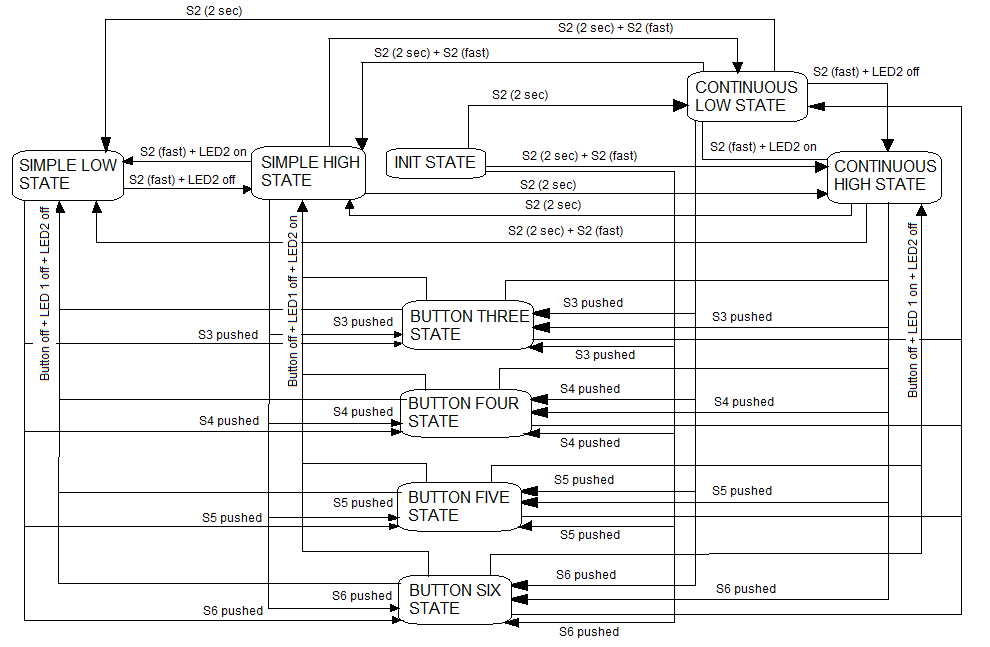 S2 (2 sec)
S2 (2 sec) + S2 (fast)
S2 (2 sec) + S2 (fast)
S2 (fast) + LED2 off
CONTINUOUS
LOW STATE
S2 (2 sec)
S2 (fast) + LED2 on
SIMPLE LOW
STATE
S2 (fast) + LED2 off
SIMPLE HIGH
STATE
INIT STATE
S2 (2 sec) + S2 (fast)
S2 (fast) + LED2 on
CONTINUOUS
HIGH STATE
S2 (2 sec)
S2 (2 sec)
S2 (2 sec) + S2 (fast)
Button off + LED 1 off + LED2 off
Button off + LED1 off + LED2 on
Button off + LED 1 on + LED2 off
BUTTON THREE
STATE
S3 pushed
S3 pushed
S3 pushed
S3 pushed
S3 pushed
BUTTON FOUR
STATE
S4 pushed
S4 pushed
S4 pushed
S4 pushed
S4 pushed
BUTTON FIVE
STATE
S5 pushed
S5 pushed
S5 pushed
S5 pushed
S5 pushed
BUTTON SIX
STATE
S6 pushed
S6 pushed
S6 pushed
S6 pushed
S6 pushed